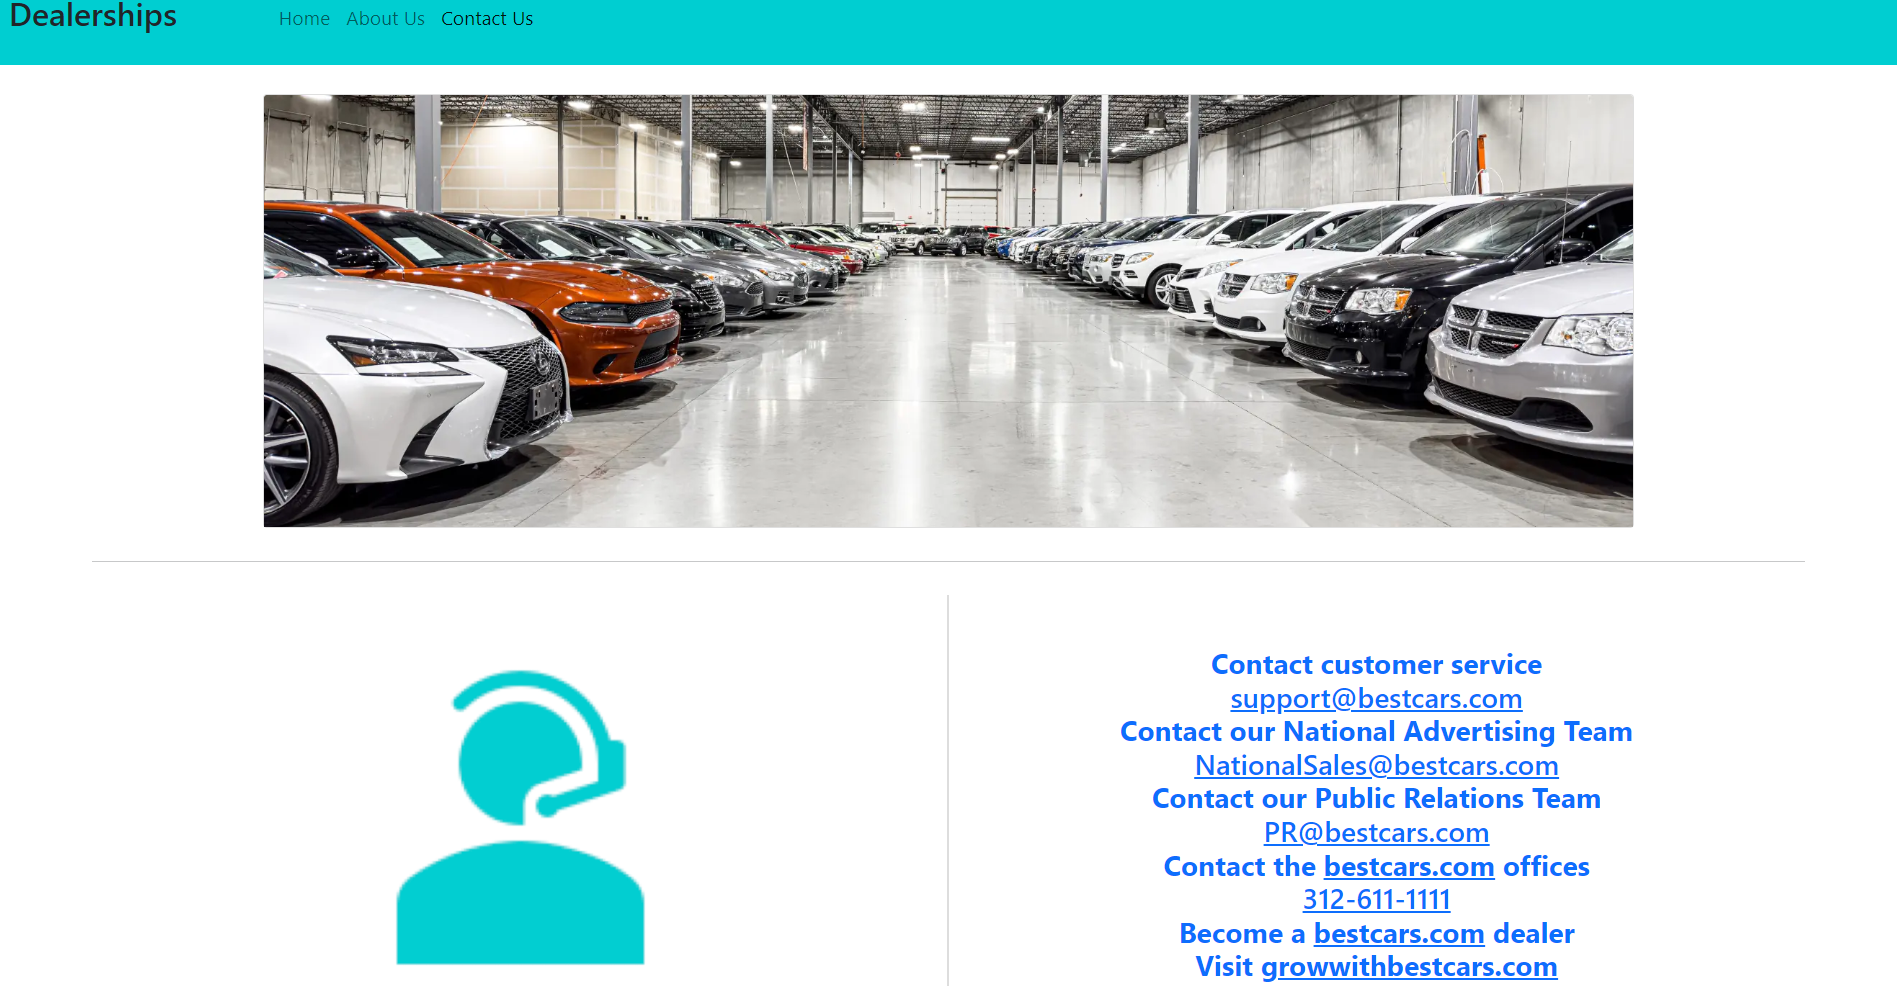 Dealerships
Home About Us Contact Us
Contact customer service
support@bestcars.com
Contact our National Advertising Team
NationalSales@bestcars.com
Contact our Public Relations Team
PR@bestcars.com
Contact the bestcars.com offices
312-611-1111
Become a bestcars.com dealer
Visit growwithbestcars.com